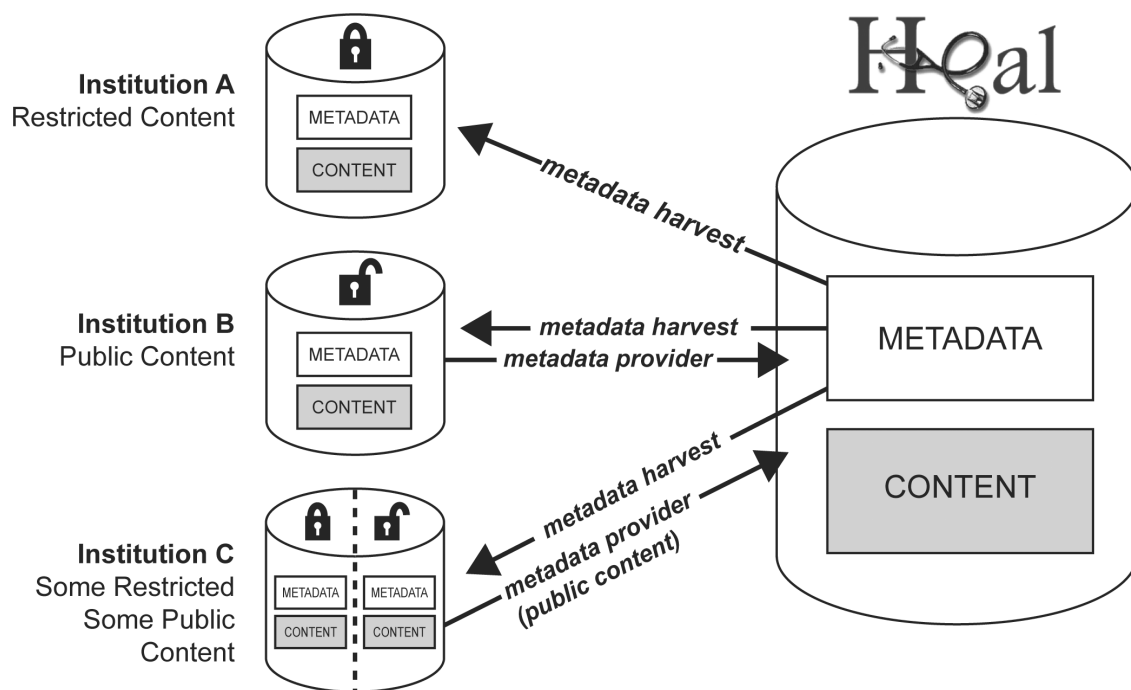 Heal
Institution A
Restricted Content
METADATA
CONTENT
metadata harvest
Institution B
Public Content
METADATA
CONTENT
metadata harvest
metadata provider
METADATA
CONTENT
Institution C
Some Restricted
Some Public
Content
METADATA
METADATA
CONTENT
CONTENT
metadata harvest
metadata provider
(public content)